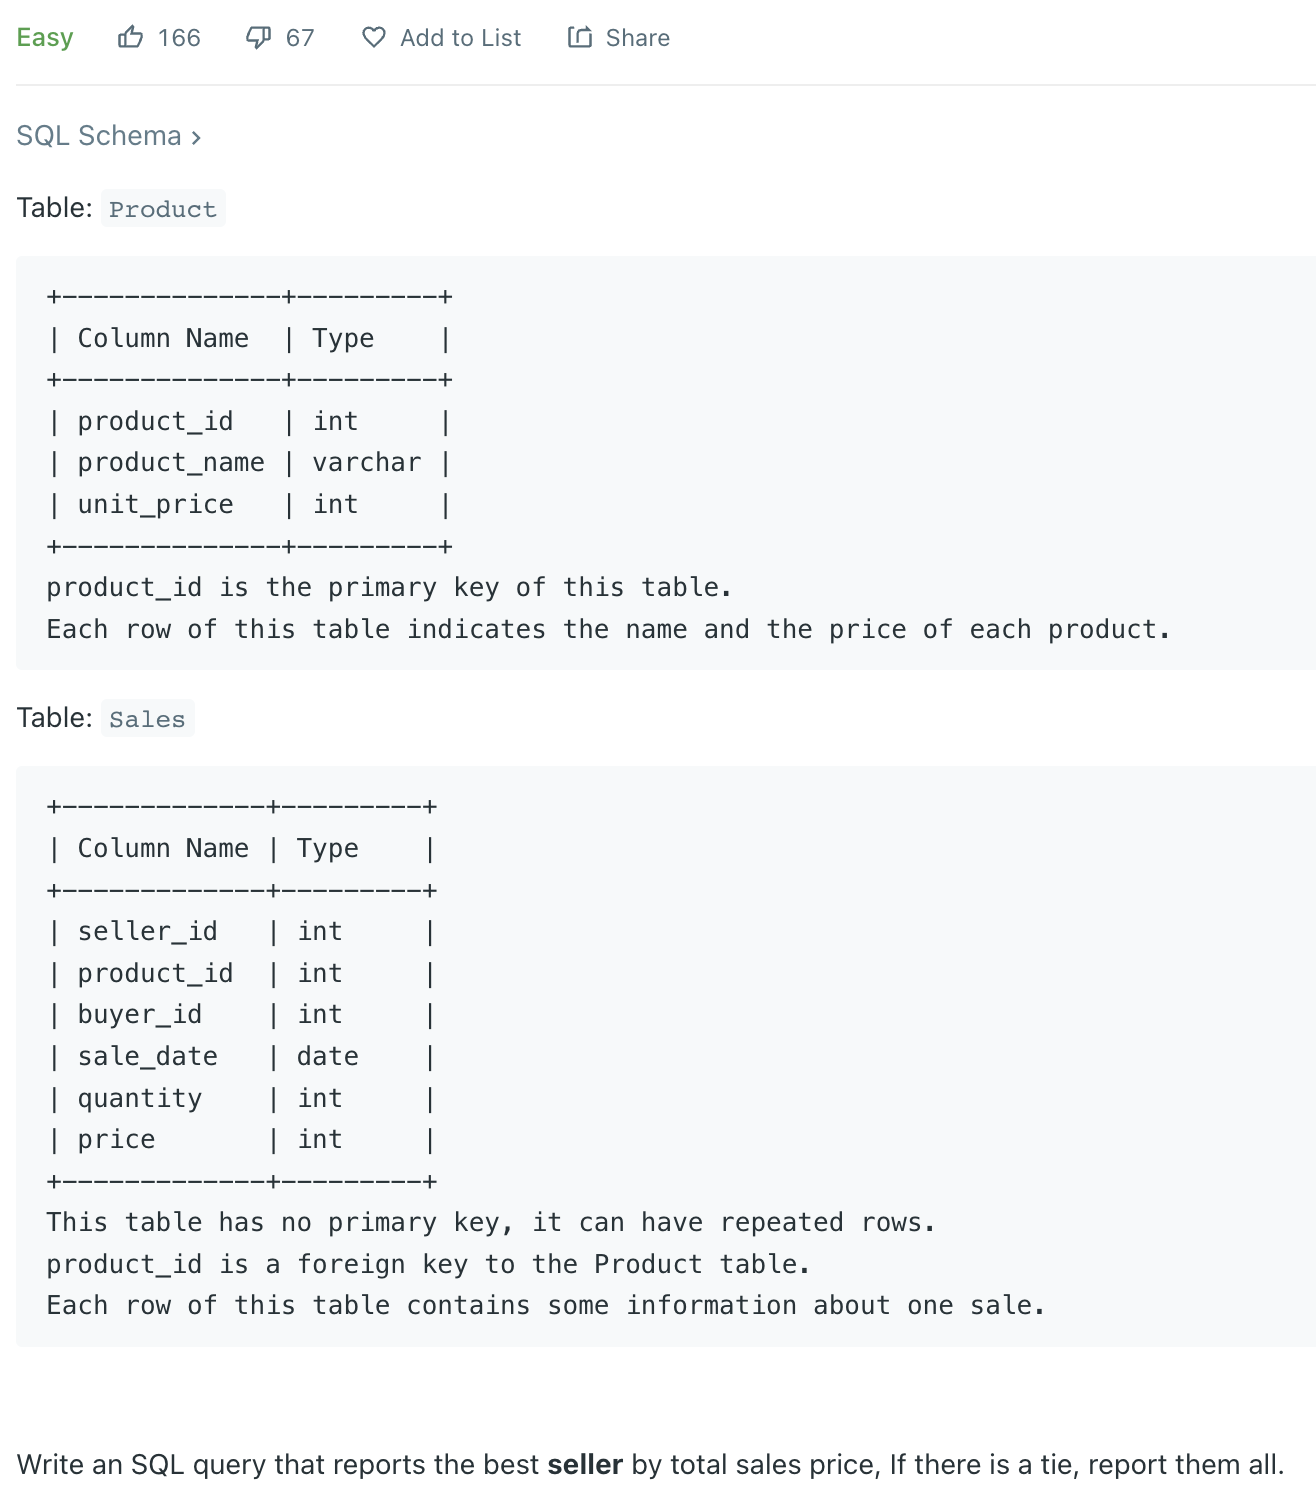 Easy 166 67 Add to List Share
SQL Schema >
Table: Product
+--------------+---------+
| Column Name  | Type    |
+--------------+---------+
| product_id   | int     |
| product_name | varchar |
| unit_price   | int     |
+--------------+---------+
product_id is the primary key of this table.
Each row of this table indicates the name and the price of each product.
Table: Sales
+-------------+---------+
| Column Name | Type    |
+-------------+---------+
| seller_id   | int     |
| product_id  | int     |
| buyer_id    | int     |
| sale_date   | date    |
| quantity    | int     |
| price       | int     |
+-------------+---------+
This table has no primary key, it can have repeated rows.
product_id is a foreign key to the Product table.
Each row of this table contains some information about one sale.
Write an SQL query that reports the best seller by total sales price, If there is a tie, report them all.